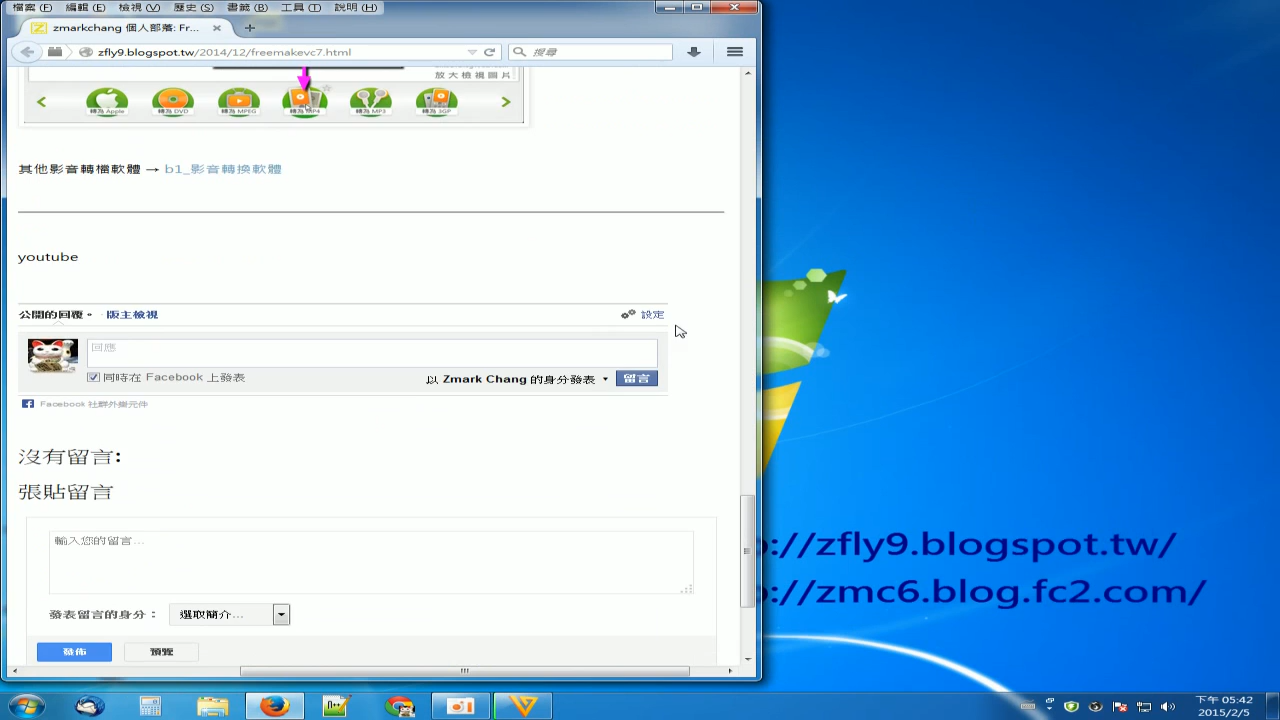 檔案 (F) 編輯 (E) 檢視 (V) 歷史 (S) 書籤 (B) 工具 (T) 說明 (H)
zmarkchang 個人部落: Fr...
zfly9.blogspot.tw/2014/12/freemakevc7.html
搜尋
放大檢視圖片
轉為 Apple 轉為 DVD 轉為 MPEG 轉為 MP4 轉為 MP3 轉為 3GP
其他影音轉檔軟體 → b1_影音轉換軟體
youtube
公開的回覆。 · 版主檢視 設定
回應
同時在 Facebook 上發表 以 Zmark Chang 的身分發表 留言
Facebook 社群外掛元件
沒有留言:
張貼留言
輸入您的留言...
發表留言的身分： 選取簡介...
發佈 預覽
://zfly9.blogspot.tw/
://zmc6.blog.fc2.com/
下午 05:42
2015/2/5